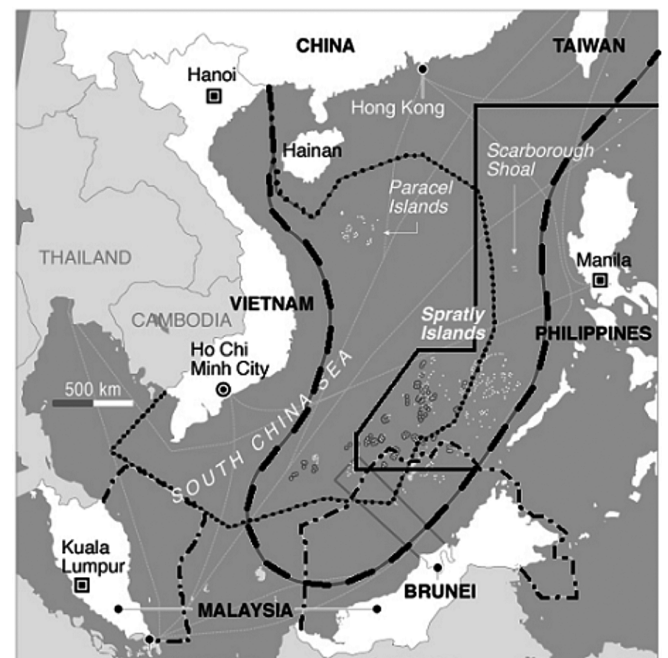 CHINA
TAIWAN
Hanoi
Hong Kong
Hainan
Scarborough
Shoal
Paracel
Islands
THAILAND
Manila
VIETNAM
CAMBODIA
Spratly
Islands
PHILIPPINES
Ho Chi
Minh City
500 km
SOUTH CHINA SEA
Kuala
Lumpur
MALAYSIA
BRUNEI